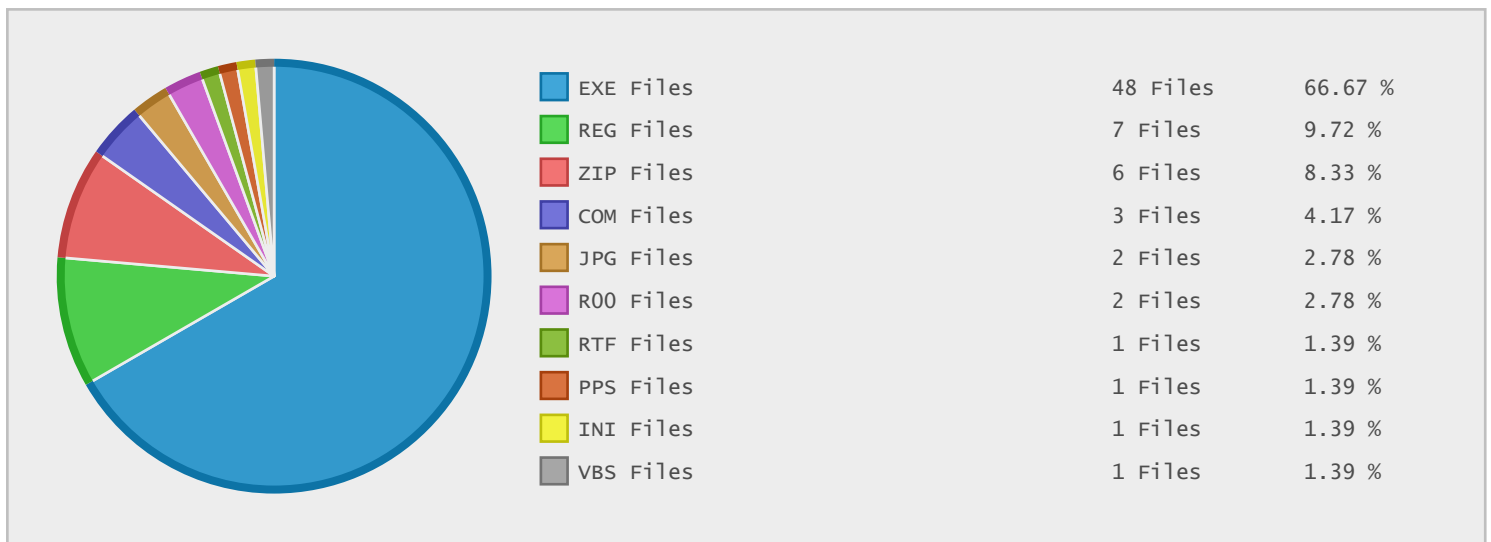 EXE Files 48 Files 66.67 %
REG Files 7 Files 9.72 %
ZIP Files 6 Files 8.33 %
COM Files 3 Files 4.17 %
JPG Files 2 Files 2.78 %
R00 Files 2 Files 2.78 %
RTF Files 1 Files 1.39 %
PPS Files 1 Files 1.39 %
INI Files 1 Files 1.39 %
VBS Files 1 Files 1.39 %